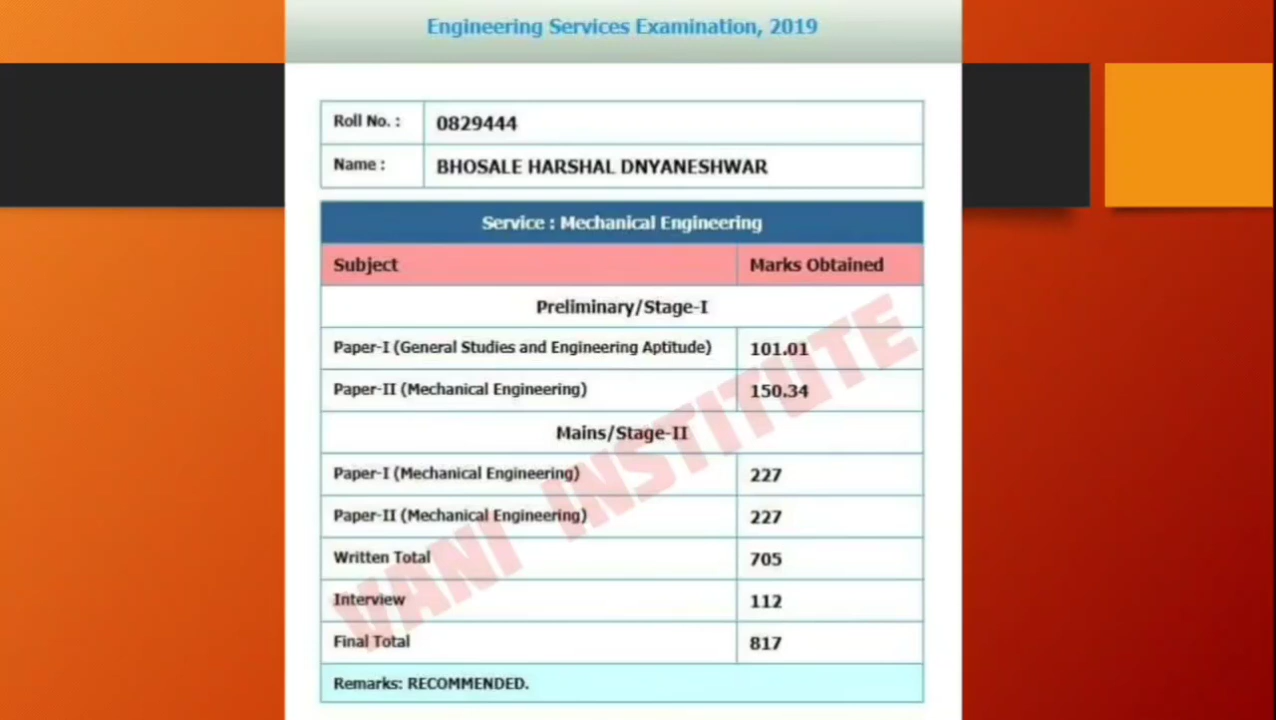 Engineering Services Examination, 2019
Roll No. : 0829444
Name : BHOSALE HARSHAL DNYANESHWAR
Service : Mechanical Engineering
Subject Marks Obtained
Preliminary/Stage-I
Paper-I (General Studies and Engineering Aptitude) 101.01
Paper-II (Mechanical Engineering) 150.34
Mains/Stage-II
Paper-I (Mechanical Engineering) 227
Paper-II (Mechanical Engineering) 227
Written Total 705
Interview 112
Final Total 817
Remarks: RECOMMENDED.
VANI INSTITUTE